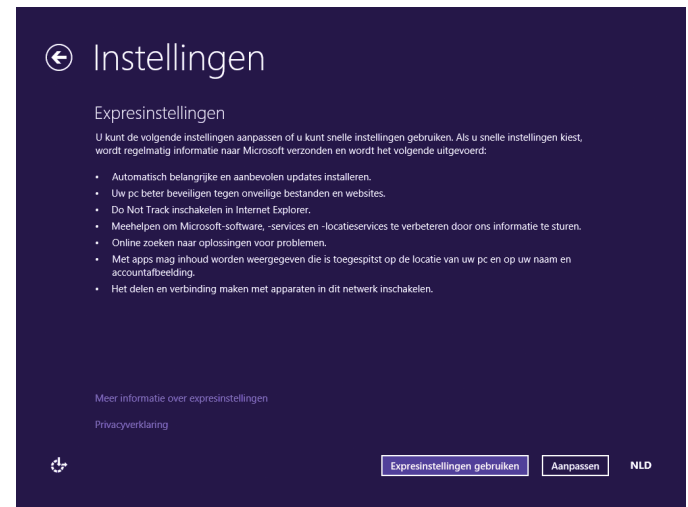 Instellingen
Expresinstellingen
U kunt de volgende instellingen aanpassen of u kunt snelle instellingen gebruiken. Als u snelle instellingen kiest,
wordt regelmatig informatie naar Microsoft verzonden en wordt het volgende uitgevoerd:
• Automatisch belangrijke en aanbevolen updates installeren.
• Uw pc beter beveiligen tegen onveilige bestanden en websites.
• Do Not Track inschakelen in Internet Explorer.
• Meehelpen om Microsoft-software, -services en -locatieservices te verbeteren door ons informatie te sturen.
• Online zoeken naar oplossingen voor problemen.
• Met apps mag inhoud worden weergegeven die is toegespitst op de locatie van uw pc en op uw naam en
accountafbeelding.
• Het delen en verbinding maken met apparaten in dit netwerk inschakelen.
Meer informatie over expresinstellingen
Privacyverklaring
Expresinstellingen gebruiken
Aanpassen
NLD